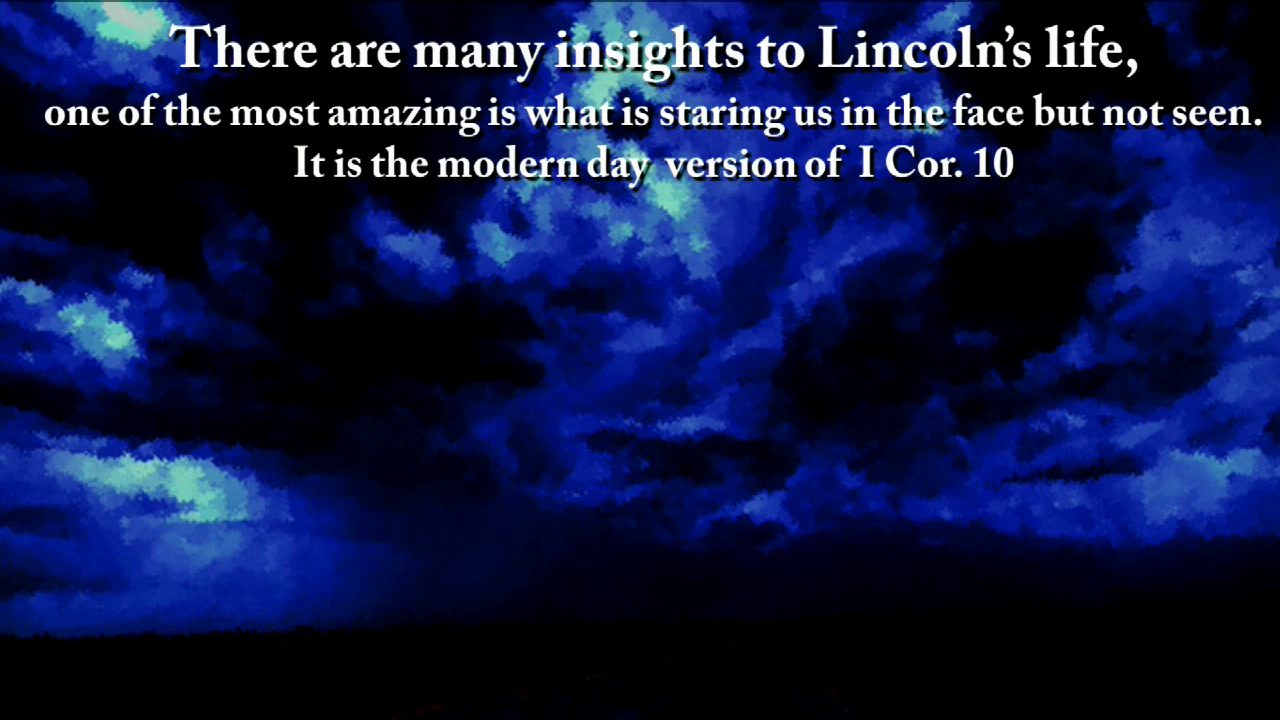 There are many insights to Lincoln’s life,
one of the most amazing is what is staring us in the face but not seen.
It is the modern day version of I Cor. 10